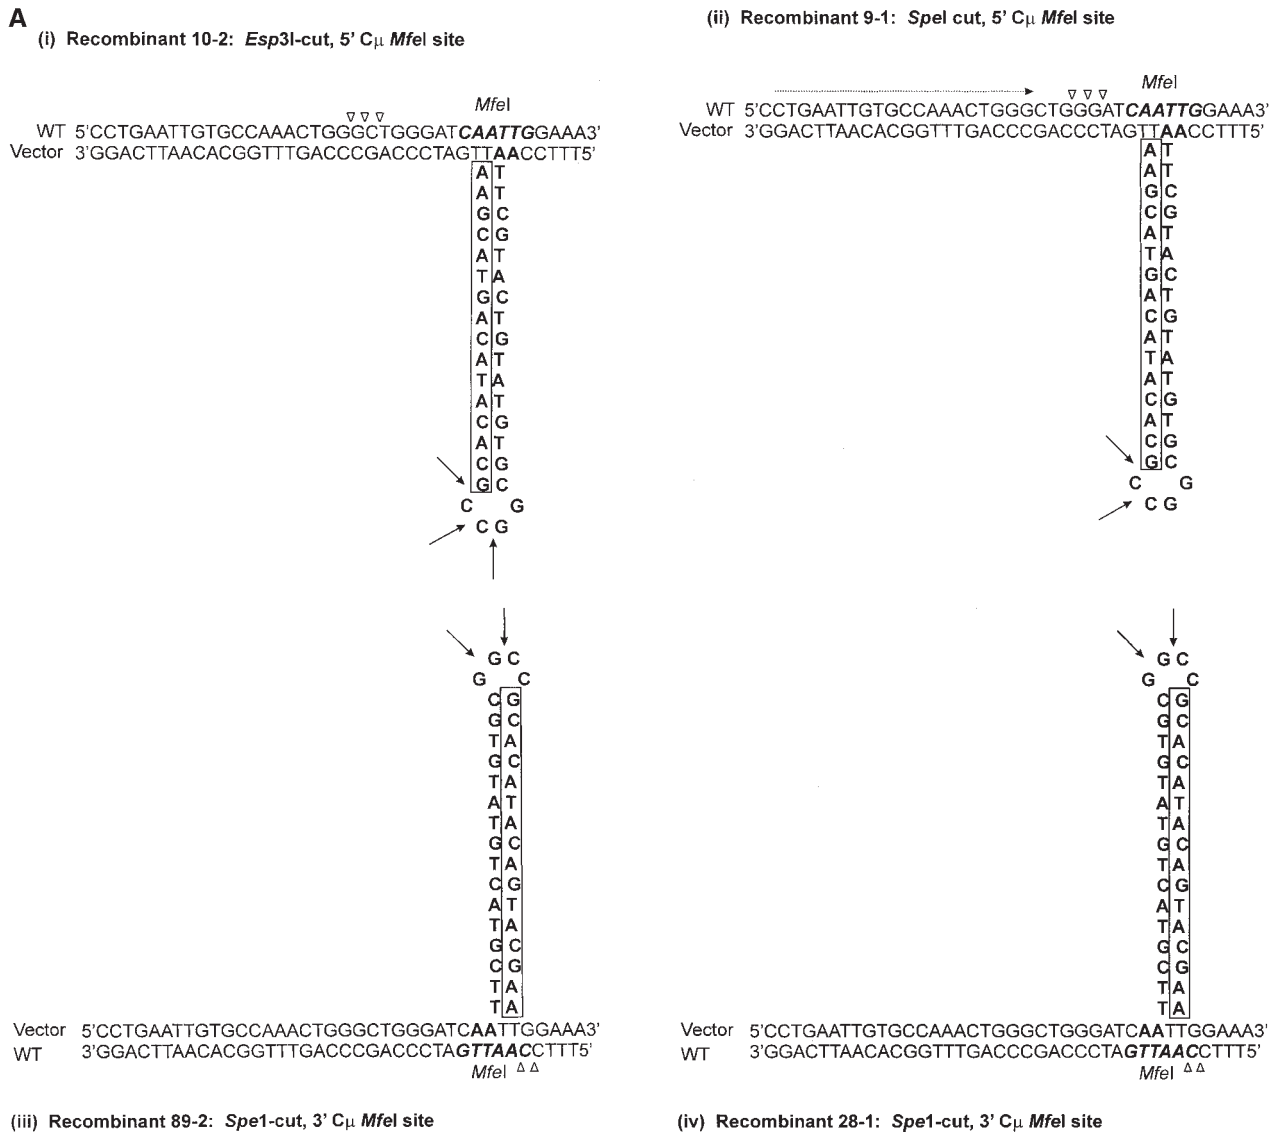 A
(i) Recombinant 10-2: Esp3I-cut, 5' Cμ MfeI site
MfeI
WT 5'CCTGAATTGTGCCAAACTGGGCTGGGATCAATTGGAAA3'
Vector 3'GGACTTAACACGGTTTGACCCGACCCTAGTTAACCTTT5'
A T
A T
G C
C G
A T
T A
G C
A T
C G
A T
T A
A T
C G
A T
C G
G C
C G
C G
(ii) Recombinant 9-1: SpeI cut, 5' Cμ MfeI site
MfeI
WT 5'CCTGAATTGTGCCAAACTGGGCTGGGATCAATTGGAAA3'
Vector 3'GGACTTAACACGGTTTGACCCGACCCTAGTTAACCTTT5'
A T
A T
G C
C G
A T
T A
G C
A T
C G
A T
T A
A T
C G
A T
C G
G C
C G
C G
G C
G C
C G
G C
T A
G C
T A
A T
T A
G C
T A
C G
A T
T A
G C
C G
T A
T A
Vector 5'CCTGAATTGTGCCAAACTGGGCTGGGATCAATTGGAAA3'
WT 3'GGACTTAACACGGTTTGACCCGACCCTAGTTAACCTTT5'
MfeI
(iii) Recombinant 89-2: Spe1-cut, 3' Cμ MfeI site
G C
G C
C G
G C
T A
G C
T A
A T
T A
G C
T A
C G
A T
T A
G C
C G
T A
T A
Vector 5'CCTGAATTGTGCCAAACTGGGCTGGGATCAATTGGAAA3'
WT 3'GGACTTAACACGGTTTGACCCGACCCTAGTTAACCTTT5'
MfeI
(iv) Recombinant 28-1: Spe1-cut, 3' Cμ MfeI site